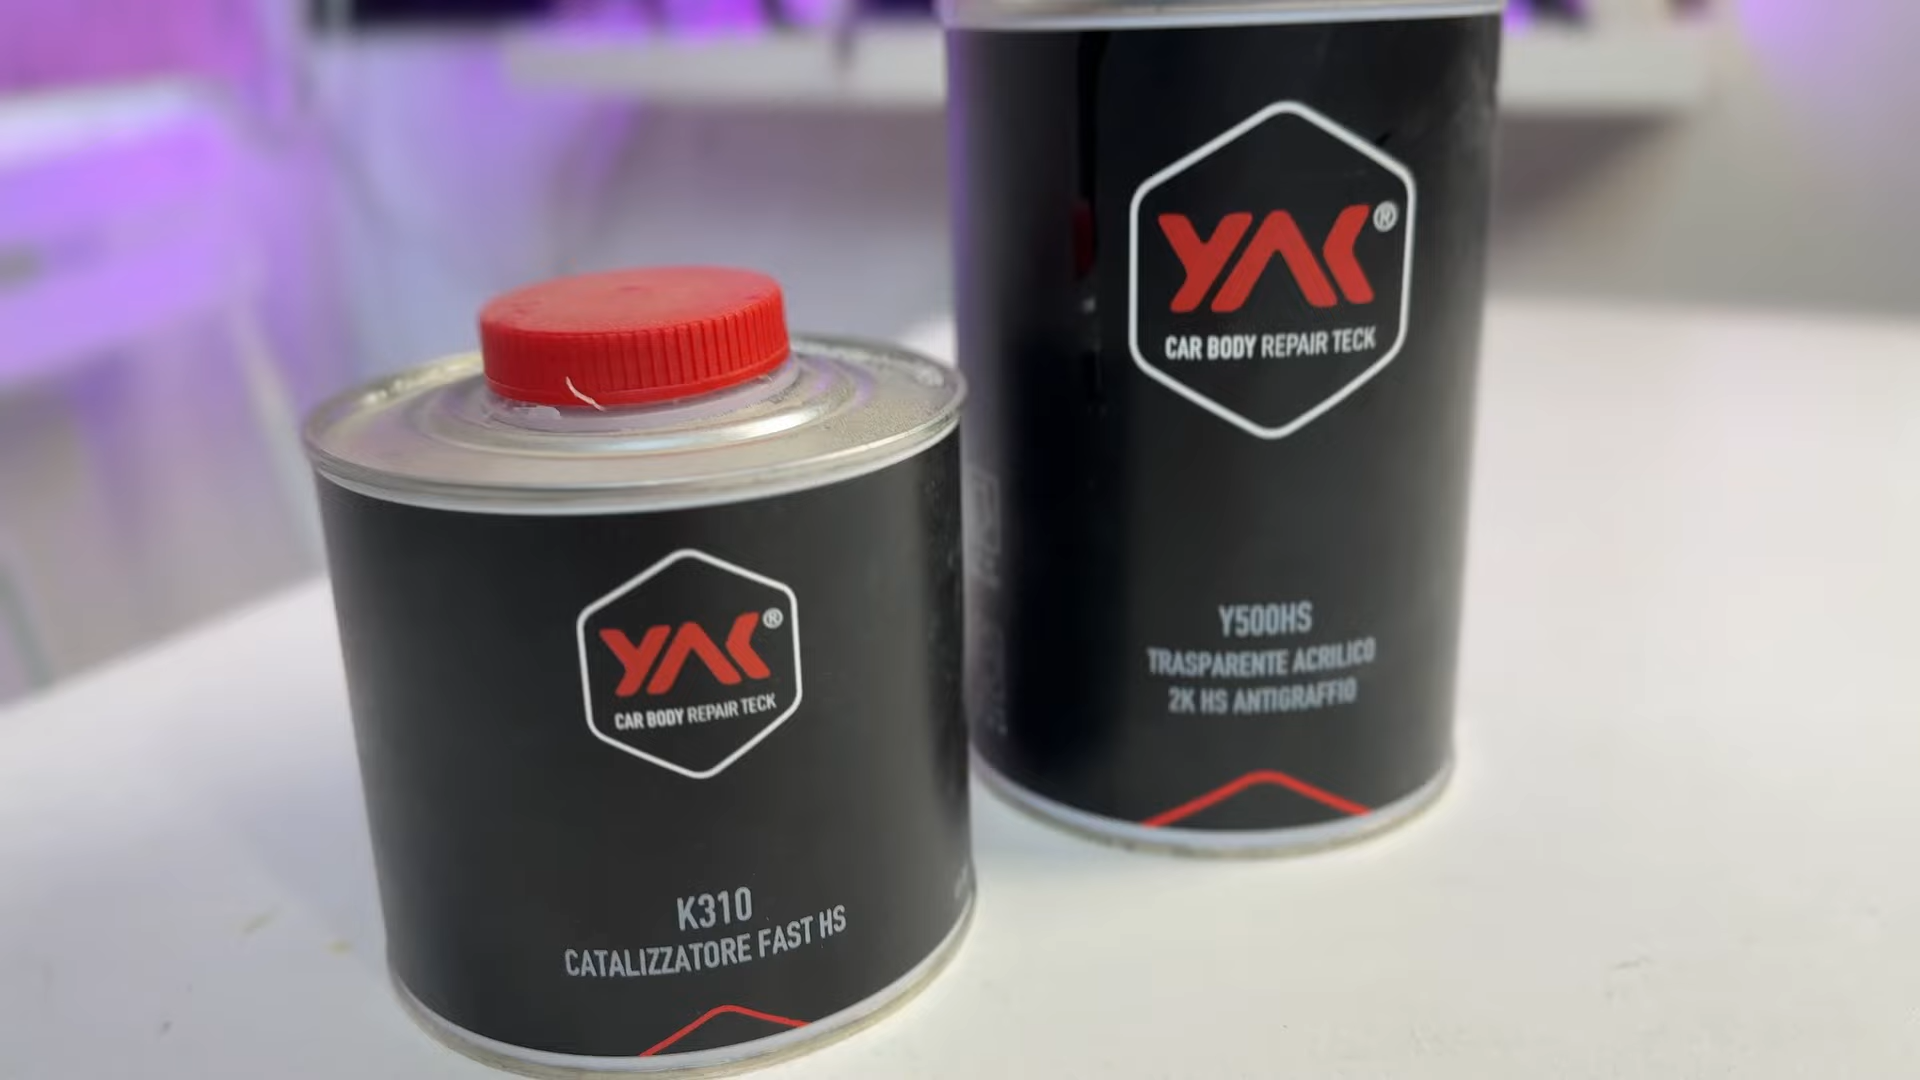 YAK®
CAR BODY REPAIR TECK
K310
CATALIZZATORE FAST HS
YAK®
CAR BODY REPAIR TECK
Y500HS
TRASPARENTE ACRILICO
2K HS ANTIGRAFFIO